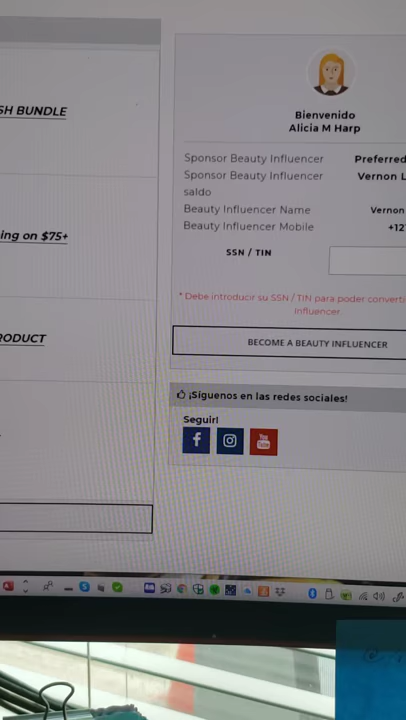 SH BUNDLE
ing on $75+
RODUCT
Bienvenido
Alicia M Harp
Sponsor Beauty Influencer Preferred
Sponsor Beauty Influencer saldo Vernon L
Beauty Influencer Name Vernon
Beauty Influencer Mobile +12
SSN / TIN
* Debe introducir su SSN / TIN para poder converti
Influencer
BECOME A BEAUTY INFLUENCER
¡Síguenos en las redes sociales!
Seguir!
You Tube